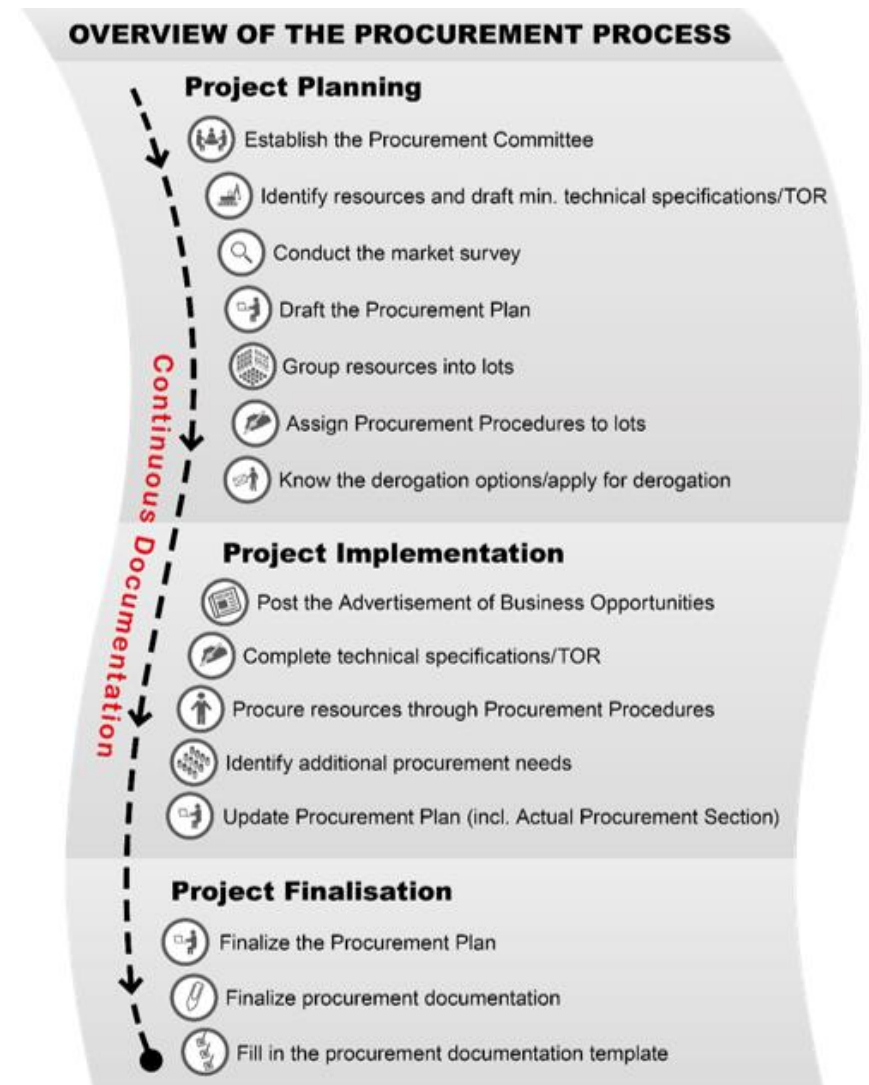 OVERVIEW OF THE PROCUREMENT PROCESS
Project Planning
Establish the Procurement Committee
Identify resources and draft min. technical specifications/TOR
Conduct the market survey
Draft the Procurement Plan
Group resources into lots
Assign Procurement Procedures to lots
Know the derogation options/apply for derogation
Continuous Documentation
Project Implementation
Post the Advertisement of Business Opportunities
Complete technical specifications/TOR
Procure resources through Procurement Procedures
Identify additional procurement needs
Update Procurement Plan (incl. Actual Procurement Section)
Project Finalisation
Finalize the Procurement Plan
Finalize procurement documentation
Fill in the procurement documentation template